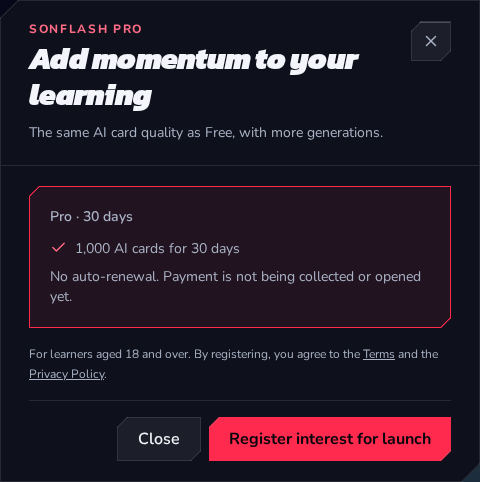 SONFLASH PRO
Add momentum to your
learning
The same AI card quality as Free, with more generations.
Pro · 30 days
1,000 AI cards for 30 days
No auto-renewal. Payment is not being collected or opened
yet.
For learners aged 18 and over. By registering, you agree to the Terms and the
Privacy Policy.
Close
Register interest for launch